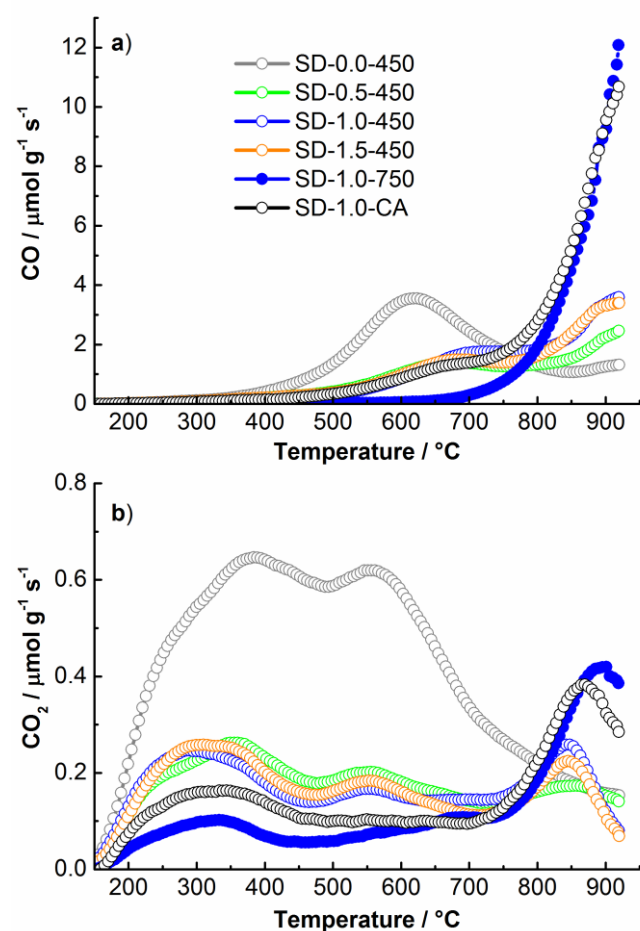 a)
SD-0.0-450
SD-0.5-450
SD-1.0-450
SD-1.5-450
SD-1.0-750
SD-1.0-CA
CO / μmol g⁻¹ s⁻¹
12
10
8
6
4
2
0
200 300 400 500 600 700 800 900
Temperature / °C
b)
CO₂ / μmol g⁻¹ s⁻¹
0.8
0.6
0.4
0.2
0.0
200 300 400 500 600 700 800 900
Temperature / °C